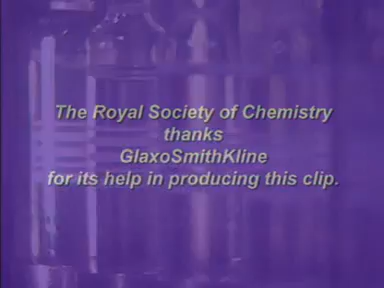 The Royal Society of Chemistry
thanks
GlaxoSmithKline
for its help in producing this clip.